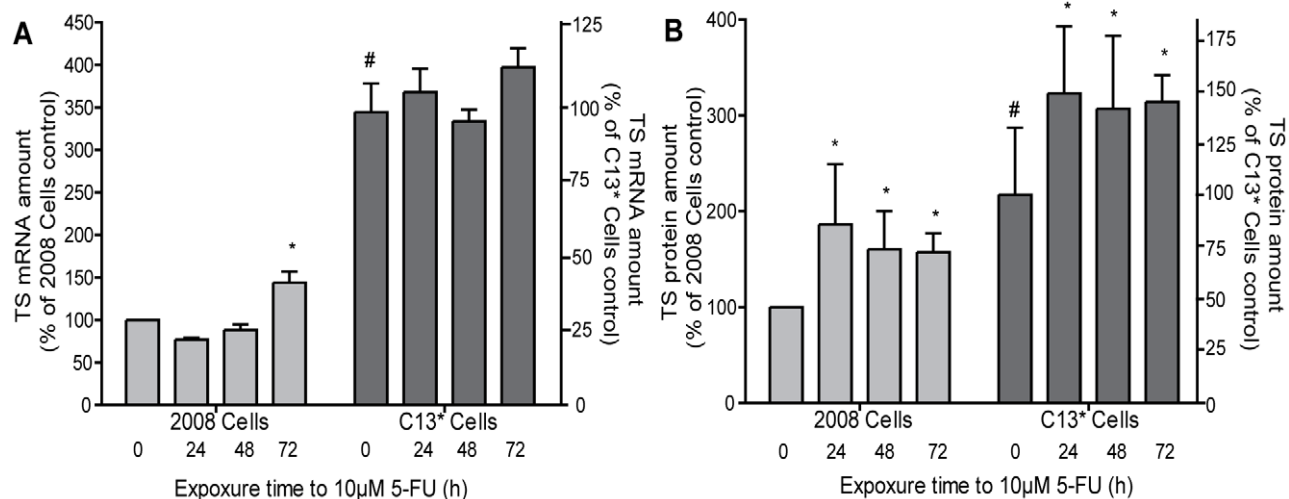 A
TS mRNA amount
(% of 2008 Cells control)
450
400
350
300
250
200
150
100
50
0
*
#
125
100
75
50
25
0
TS mRNA amount
(% of C13* Cells control)
2008 Cells
C13* Cells
0 24 48 72 0 24 48 72
Expoxure time to 10µM 5-FU (h)
B
TS protein amount
(% of 2008 Cells control)
400
300
200
100
0
* * *
#
* * *
175
150
125
100
75
50
25
0
TS protein amount
(% of C13* Cells control)
2008 Cells
C13* Cells
0 24 48 72 0 24 48 72
Expoxure time to 10µM 5-FU (h)